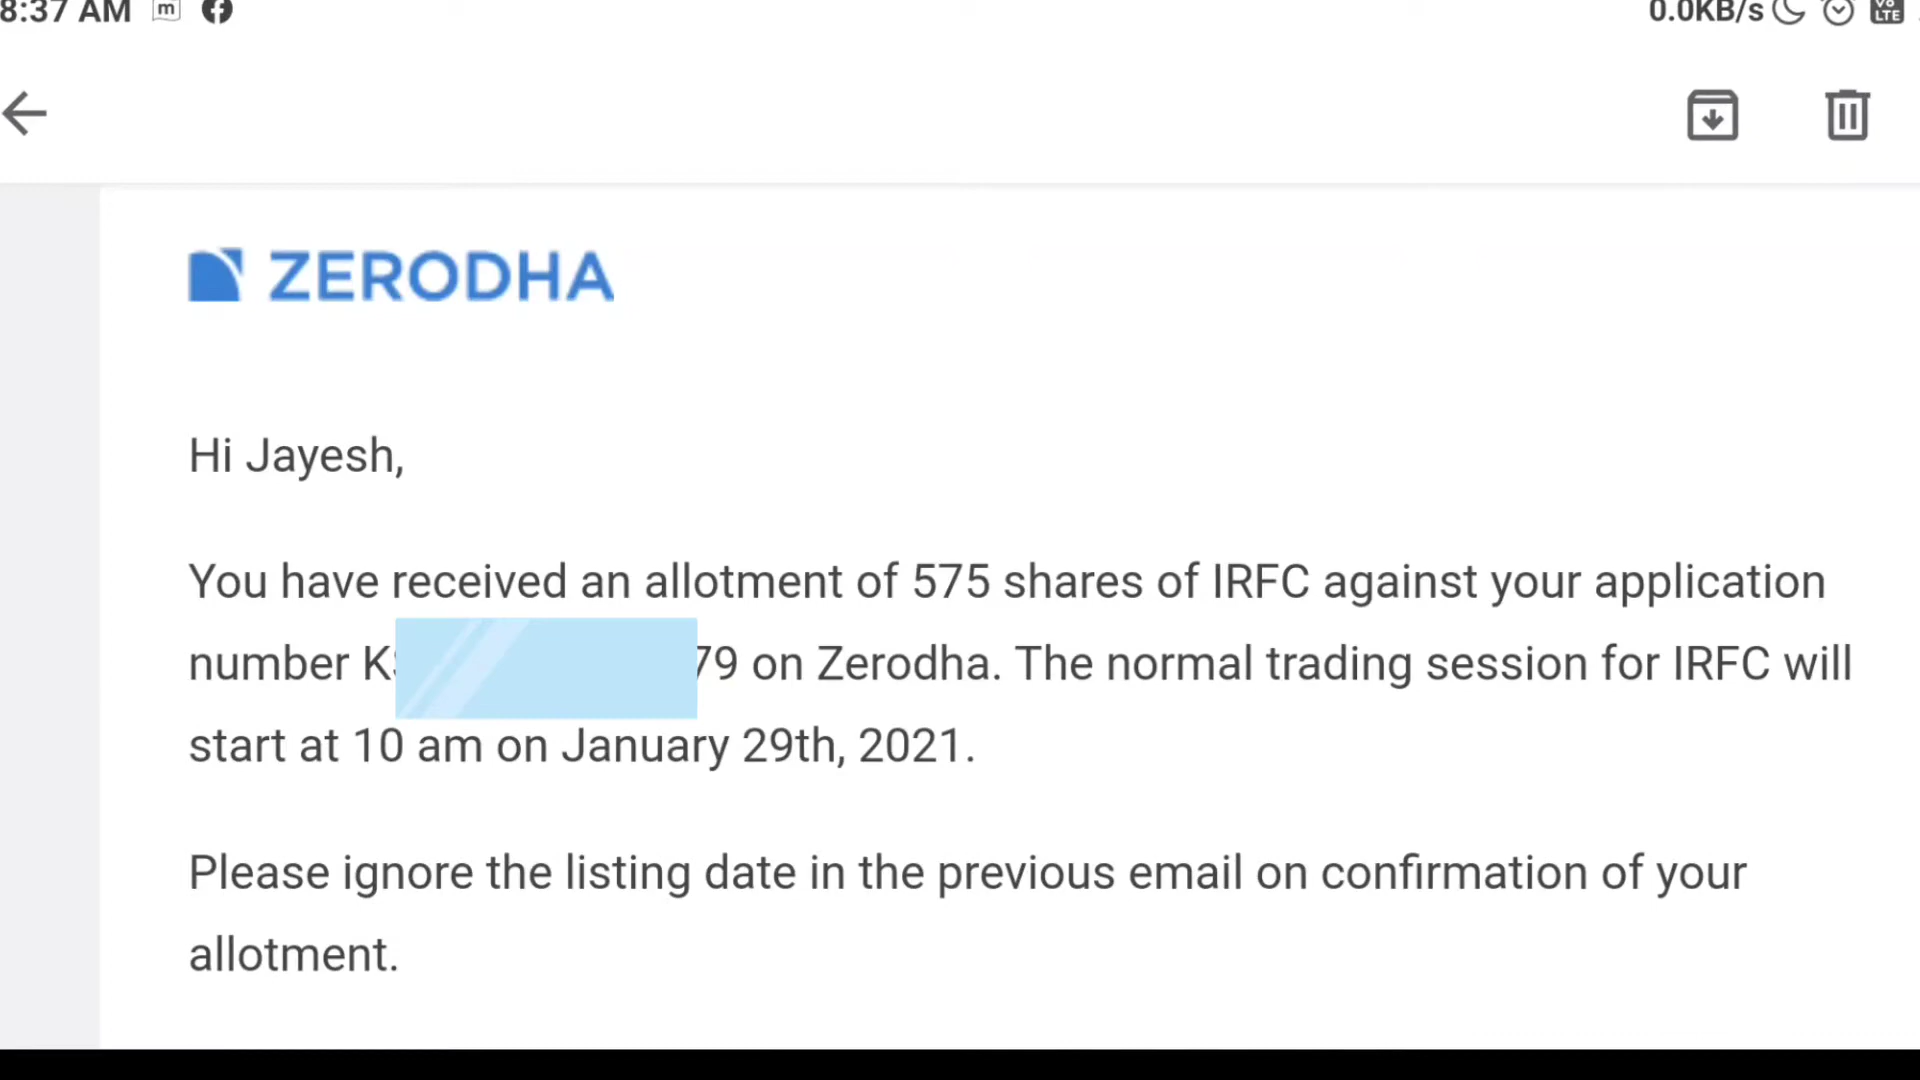 8:37 AM m
0.0KB/s Vo LTE
ZERODHA
Hi Jayesh,
You have received an allotment of 575 shares of IRFC against your application
number K 79 on Zerodha. The normal trading session for IRFC will
start at 10 am on January 29th, 2021.
Please ignore the listing date in the previous email on confirmation of your
allotment.